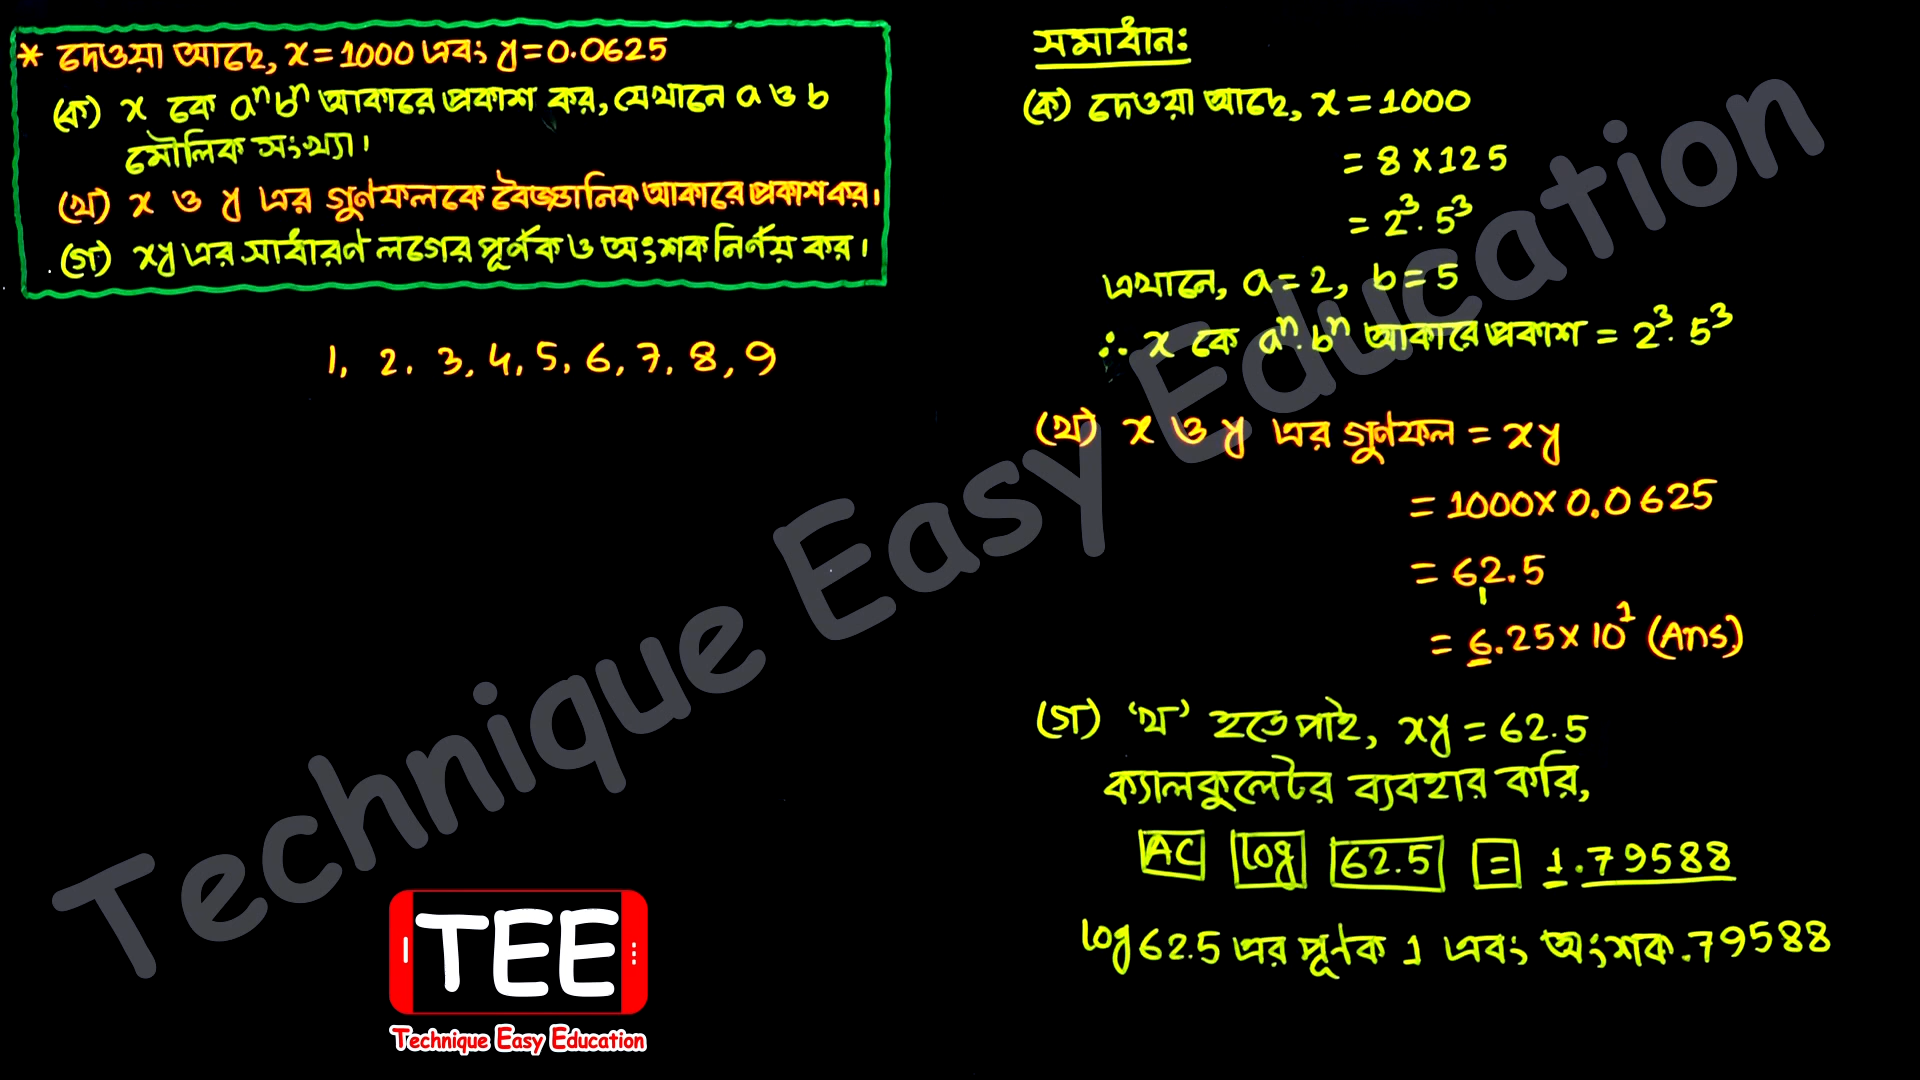 * দেওয়া আছে, x = 1000 এবং y = 0.0625
(ক) x কে aⁿbⁿ আকারে প্রকাশ কর, যেখানে a ও b
মৌলিক সংখ্যা।
(খ) x ও y এর গুণফলকে বৈজ্ঞানিক আকারে প্রকাশ কর।
(গ) xy এর সাধারণ লগের পূর্ণক ও অংশক নির্ণয় কর।
1, 2, 3, 4, 5, 6, 7, 8, 9
সমাধান:
(ক) দেওয়া আছে, x = 1000
= 8 × 125
= 2³. 5³
এখানে, a = 2, b = 5
∴ x কে aⁿ.bⁿ আকারে প্রকাশ = 2³. 5³
(খ) x ও y এর গুণফল = xy
= 1000 × 0.0625
= 62.5
= 6.25 × 10¹ (Ans.)
(গ) ‘খ’ হতে পাই, xy = 62.5
ক্যালকুলেটর ব্যবহার করি,
AC log 62.5 = 1.79588
log 62.5 এর পূর্ণক 1 এবং অংশক .79588
Technique Easy Education
TEE
Technique Easy Education